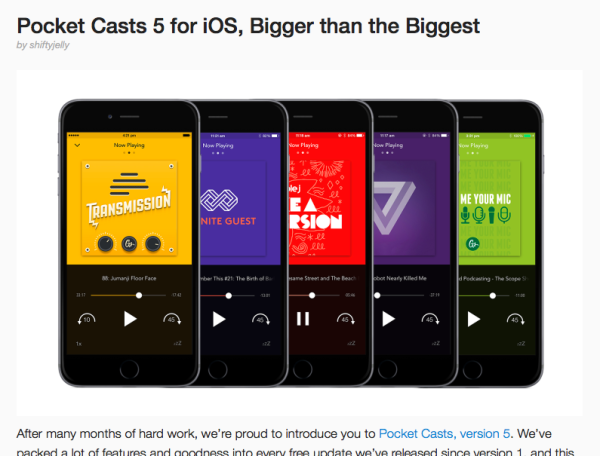 Pocket Casts 5 for iOS, Bigger than the Biggest
by shiftyjelly
Now Playing
Now Playing
Now Playing
Now Playing
Now Playing
TRANSMISSION
NITE GUEST
E A
RSION
ME YOUR MIC
88: Jumanji Floor Face
mber This #21: The Birth of B
esame Street and The Beach
obot Nearly Killed Me
d Podcasting - The Scope
10
45
45
45
45
45
1x
After many months of hard work, we're proud to introduce you to Pocket Casts, version 5. We've
packed a lot of features and goodness into every free update we've released since version 1, and this